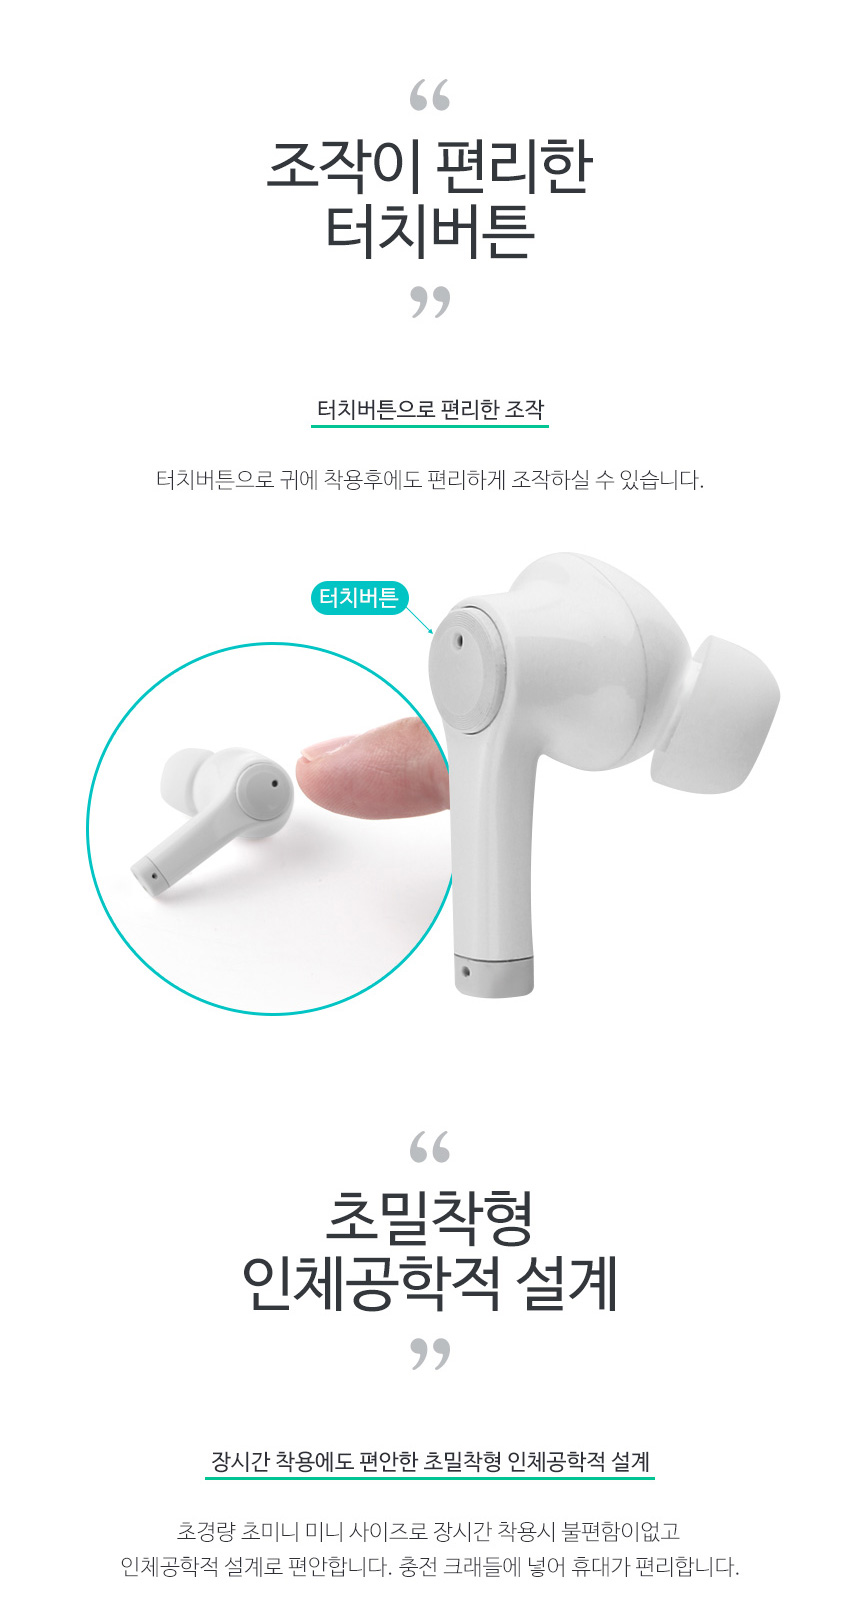 “
조작이 편리한
터치버튼
”
터치버튼으로 편리한 조작
터치버튼으로 귀에 착용후에도 편리하게 조작하실 수 있습니다.
터치버튼
“
초밀착형
인체공학적 설계
”
장시간 착용에도 편안한 초밀착형 인체공학적 설계
초경량 초미니 미니 사이즈로 장시간 착용시 불편함이없고
인체공학적 설계로 편안합니다. 충전 크래들에 넣어 휴대가 편리합니다.